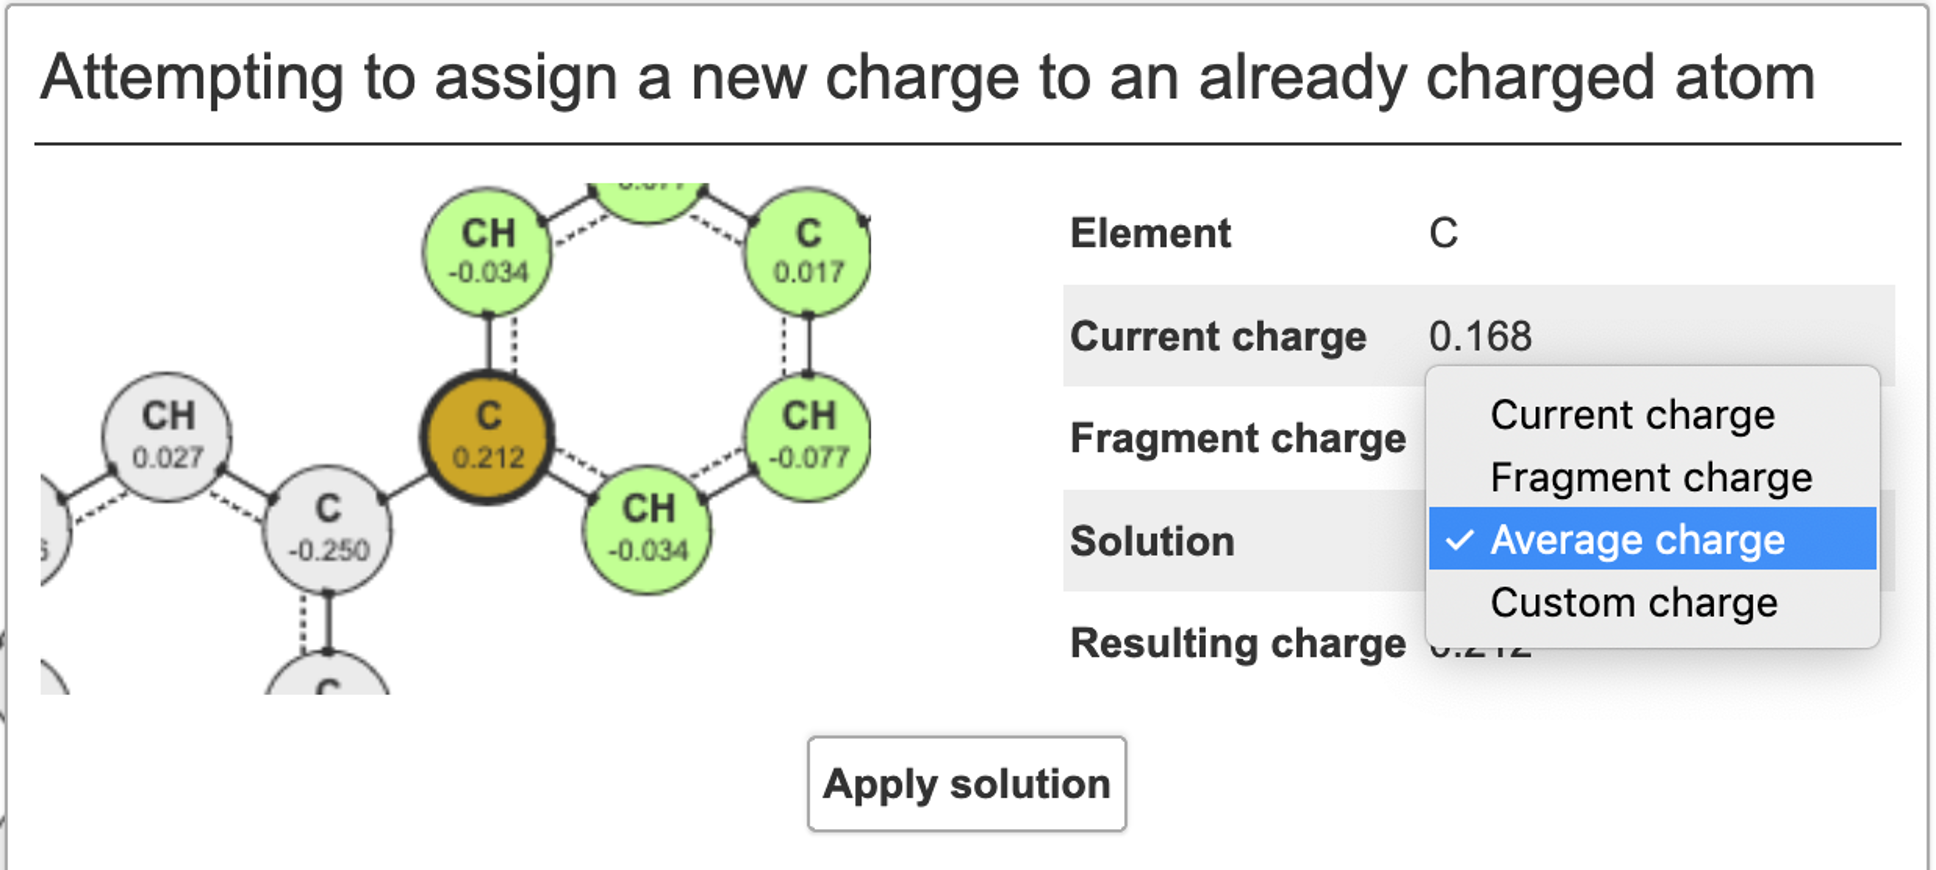 Attempting to assign a new charge to an already charged atom
CH
-0.034
C
0.017
CH
0.027
C
0.212
CH
-0.077
C
-0.250
CH
-0.034
C
Element C
Current charge 0.168
Fragment charge
Solution
Resulting charge 0.212
Current charge
Fragment charge
✓ Average charge
Custom charge
Apply solution